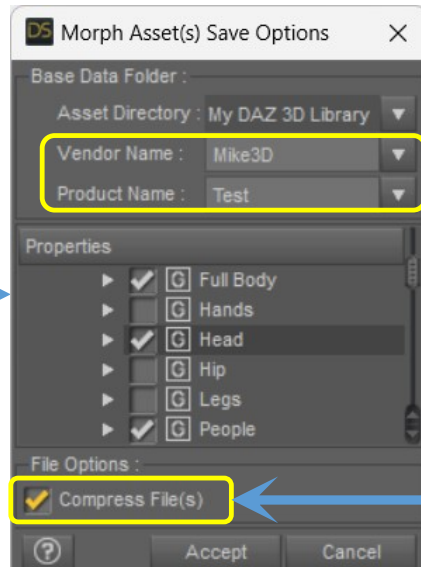 DS Morph Asset(s) Save Options
Base Data Folder :
Asset Directory : My DAZ 3D Library
Vendor Name : Mike3D
Product Name : Test
Properties
G Full Body
G Hands
G Head
G Hip
G Legs
G People
File Options :
Compress File(s)
? Accept Cancel